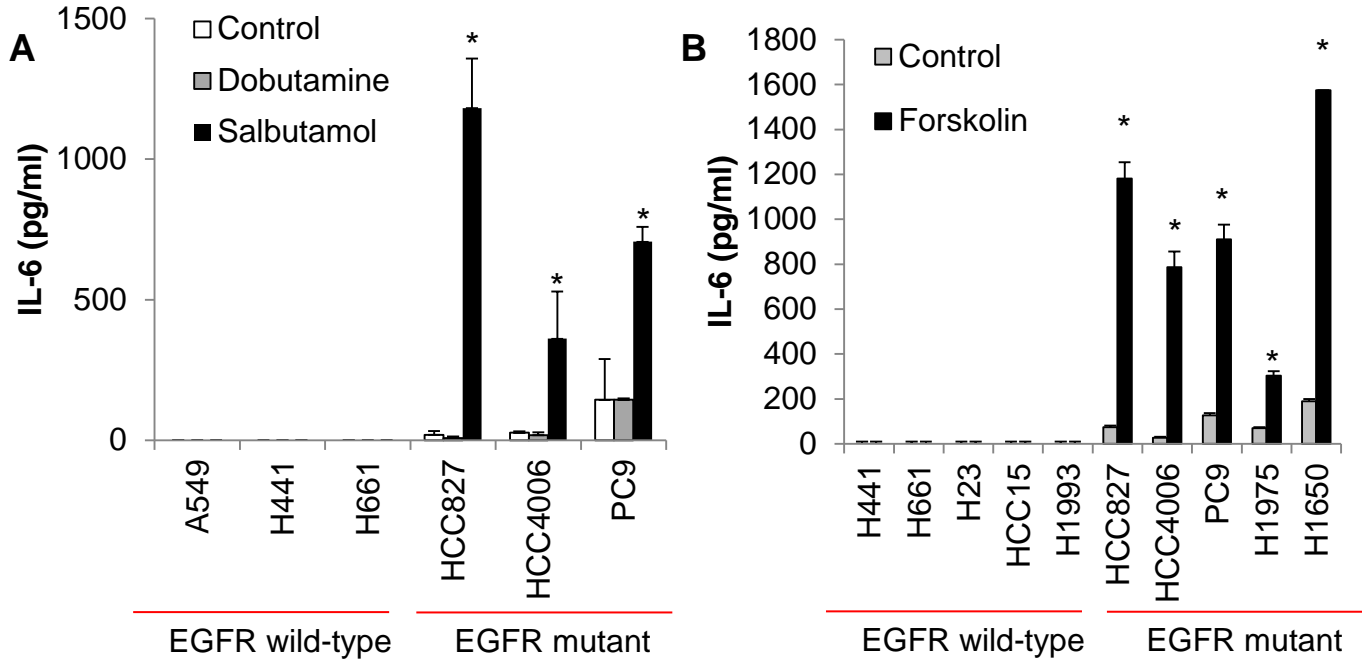 A
IL-6 (pg/ml)
1500
1000
500
0
Control
Dobutamine
Salbutamol
*
*
*
A549
H441
H661
HCC827
HCC4006
PC9
EGFR wild-type
EGFR mutant
B
IL-6 (pg/ml)
1800
1600
1400
1200
1000
800
600
400
200
0
Control
Forskolin
*
*
*
*
*
H441
H661
H23
HCC15
H1993
HCC827
HCC4006
PC9
H1975
H1650
EGFR wild-type
EGFR mutant